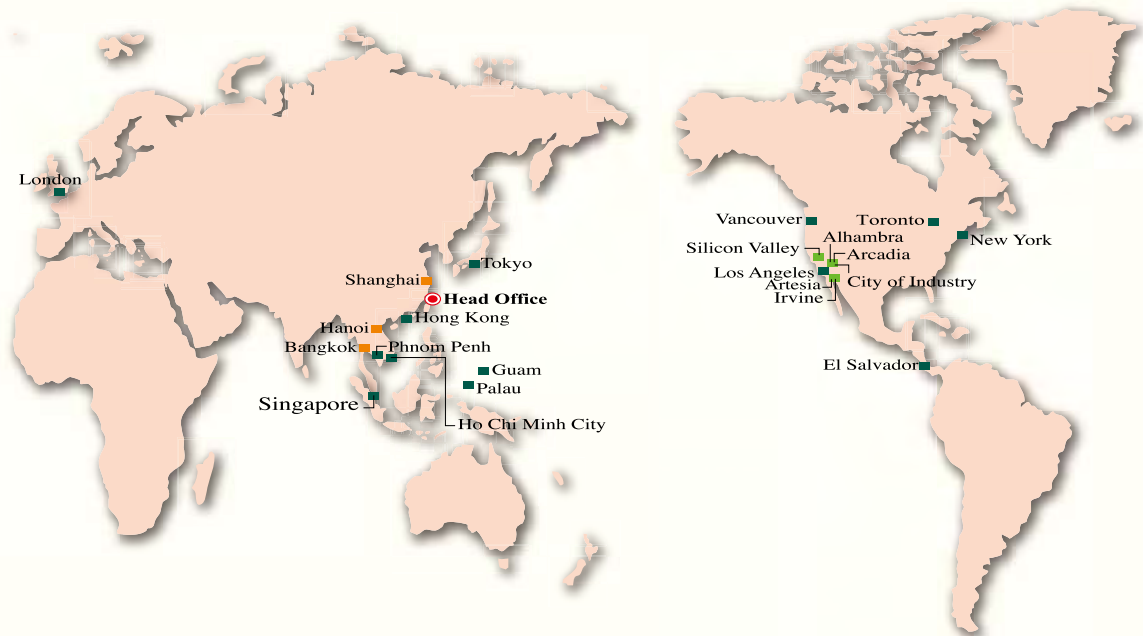 London
Tokyo
Shanghai
Head Office
Hong Kong
Hanoi
Bangkok
Phnom Penh
Guam
Palau
Singapore
Ho Chi Minh City
Vancouver
Toronto
New York
Alhambra
Silicon Valley
Arcadia
Los Angeles
City of Industry
Artesia
Irvine
El Salvador